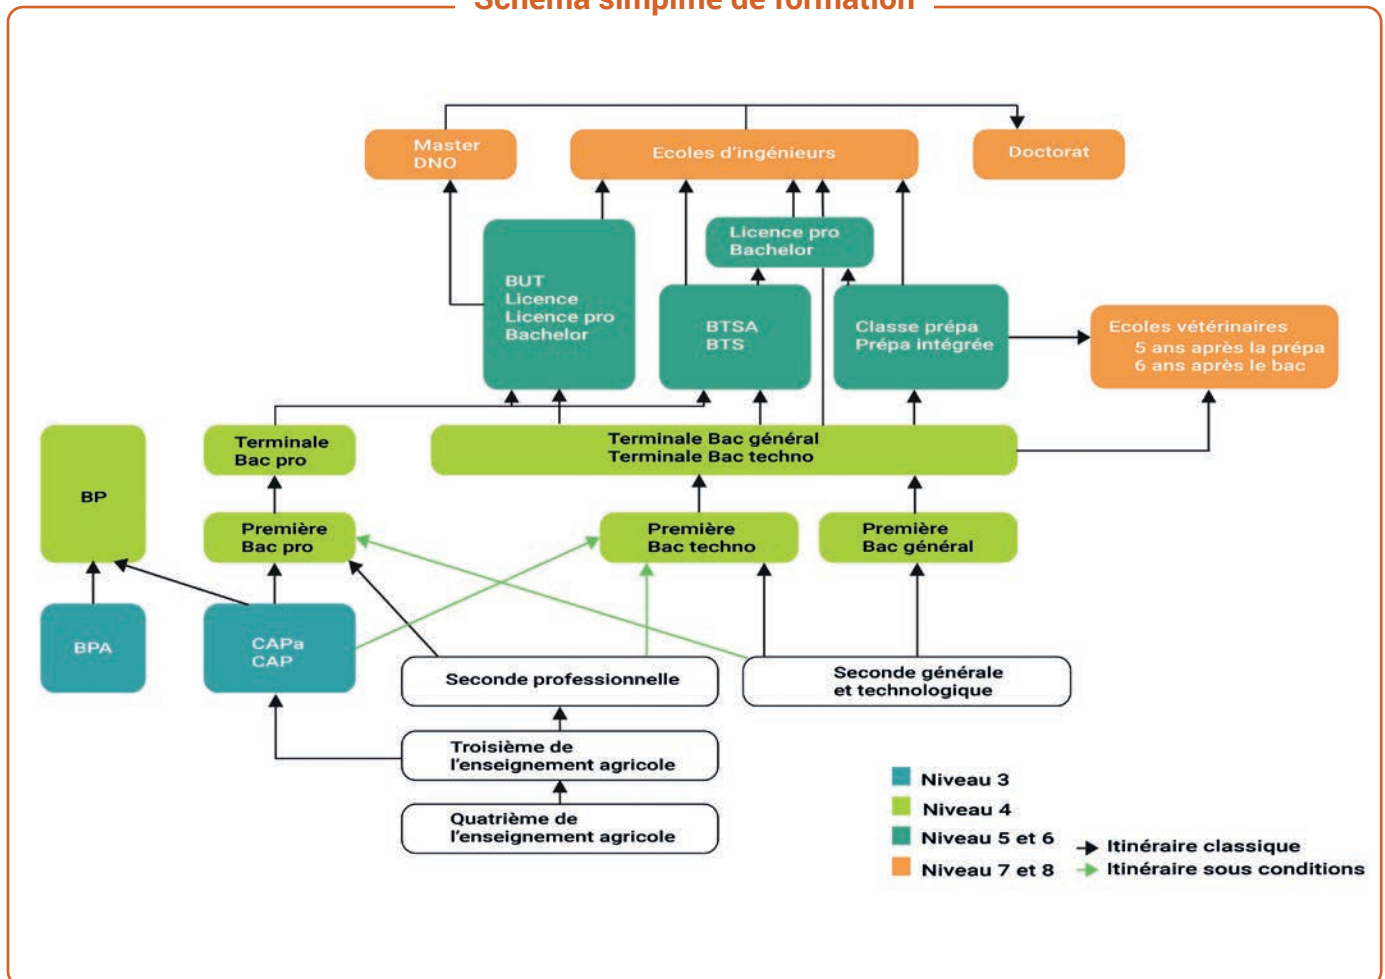 Schéma simplifié de formation
Master
DNO
Ecoles d'ingénieurs
Doctorat
Licence pro
Bachelor
BUT
Licence
Licence pro
Bachelor
BTSA
BTS
Classe prépa
Prépa intégrée
Ecoles vétérinaires
5 ans après la prépa
6 ans après le bac
Terminale
Bac pro
Terminale Bac général
Terminale Bac techno
BP
Première
Bac pro
Première
Bac techno
Première
Bac général
BPA
CAPa
CAP
Seconde professionnelle
Seconde générale
et technologique
Troisième de
l'enseignement agricole
Quatrième de
l'enseignement agricole
Niveau 3
Niveau 4
Niveau 5 et 6
Niveau 7 et 8
Itinéraire classique
Itinéraire sous conditions